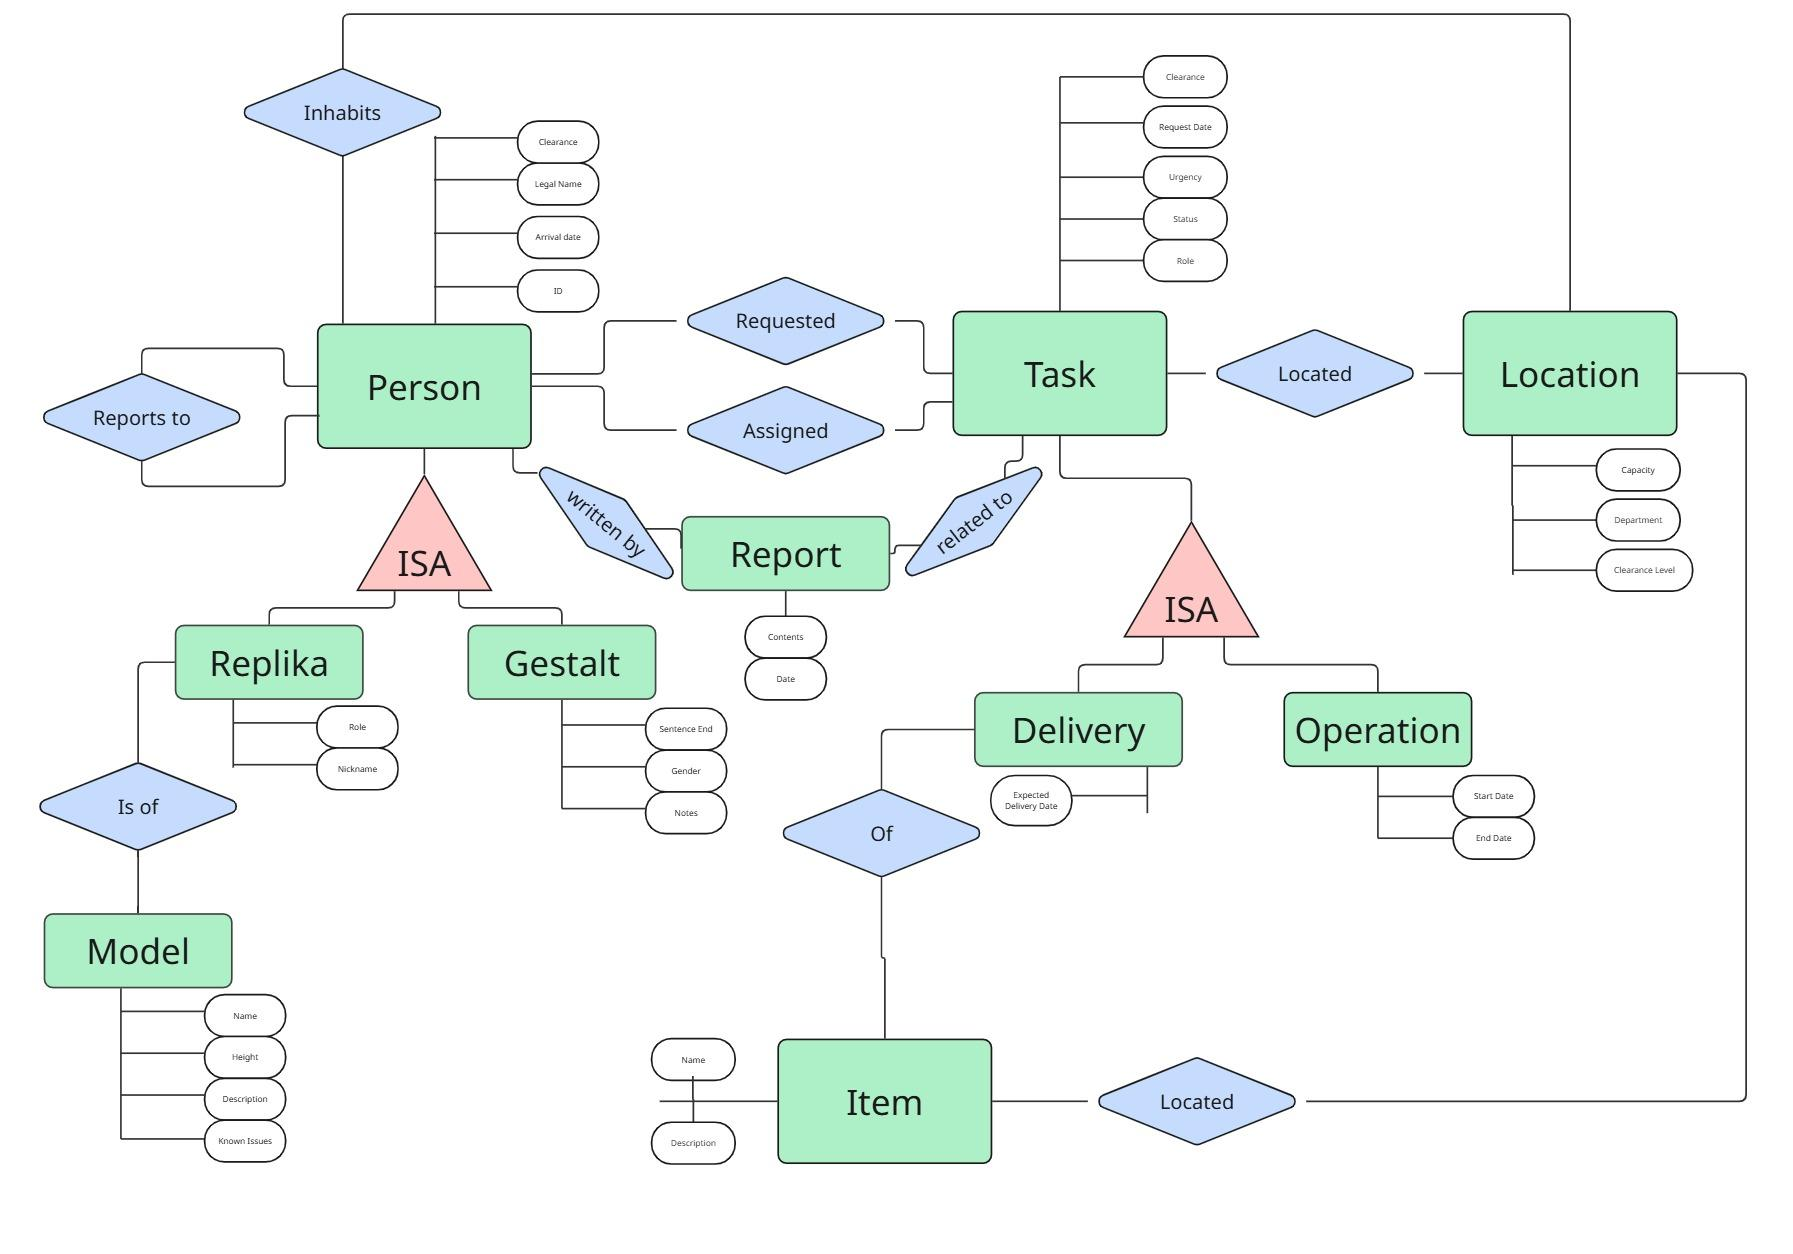 Inhabits
Clearance
Legal Name
Arrival date
ID
Clearance
Request Date
Urgency
Status
Role
Requested
Person
Reports to
Assigned
Task
Located
Location
Capacity
Department
Clearance Level
written by
Report
related to
ISA
ISA
Contents
Date
Replika
Gestalt
Role
Nickname
Sentence End
Gender
Notes
Delivery
Operation
Expected
Delivery Date
Start Date
End Date
Is of
Of
Model
Name
Height
Description
Known Issues
Name
Description
Item
Located